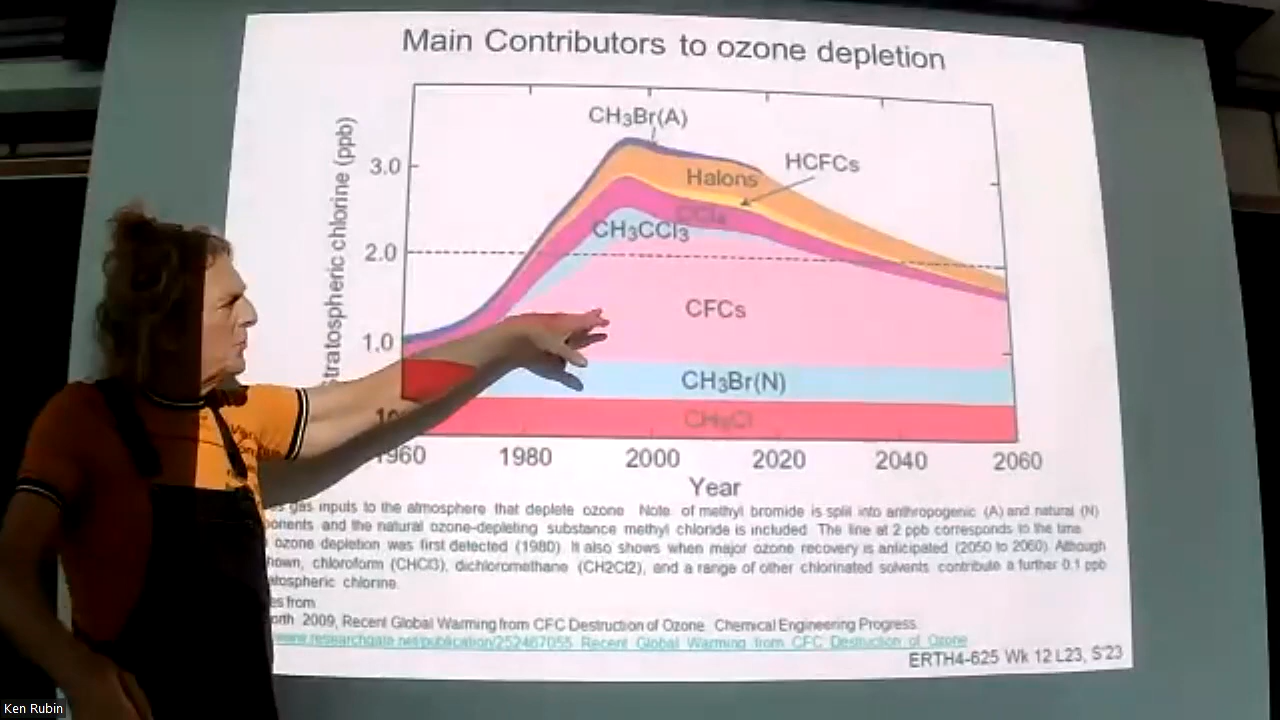 Main Contributors to ozone depletion
tratospheric chlorine (ppb)
3.0
2.0
1.0
CH₃Br(A)
HCFCs
Halons
CCl₄
CH₃CCl₃
CFCs
CH₃Br(N)
CH₃Cl
1960 1980 2000 2020 2040 2060
Year
gas inputs to the atmosphere that deplete ozone. Note: of methyl bromide is split into anthropogenic (A) and natural (N)
onents and the natural ozone-depleting substance methyl chloride is included. The line at 2 ppb corresponds to the time
ozone depletion was first detected (1980). It also shows when major ozone recovery is anticipated (2050 to 2060). Although
hown, chloroform (CHCl3), dichloromethane (CH2Cl2), and a range of other chlorinated solvents contribute a further 0.1 ppb
atospheric chlorine.
es from
orth 2009, Recent Global Warming from CFC Destruction of Ozone. Chemical Engineering Progress.
www.researchgate.net/publication/252467055_Recent_Global_Warming_from_CFC_Destruction_of_Ozone
ERTH4-625 Wk 12 L23, S'23
Ken Rubin